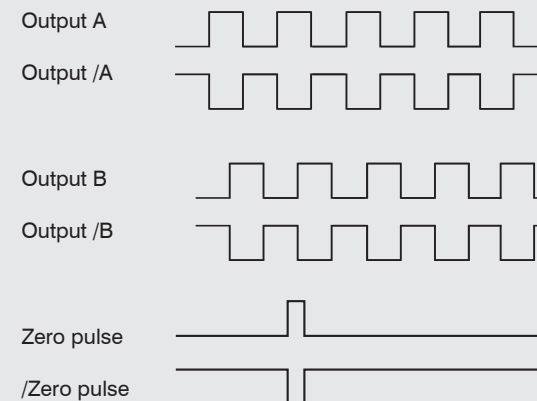 Output A
Output /A
Output B
Output /B
Zero pulse
/Zero pulse